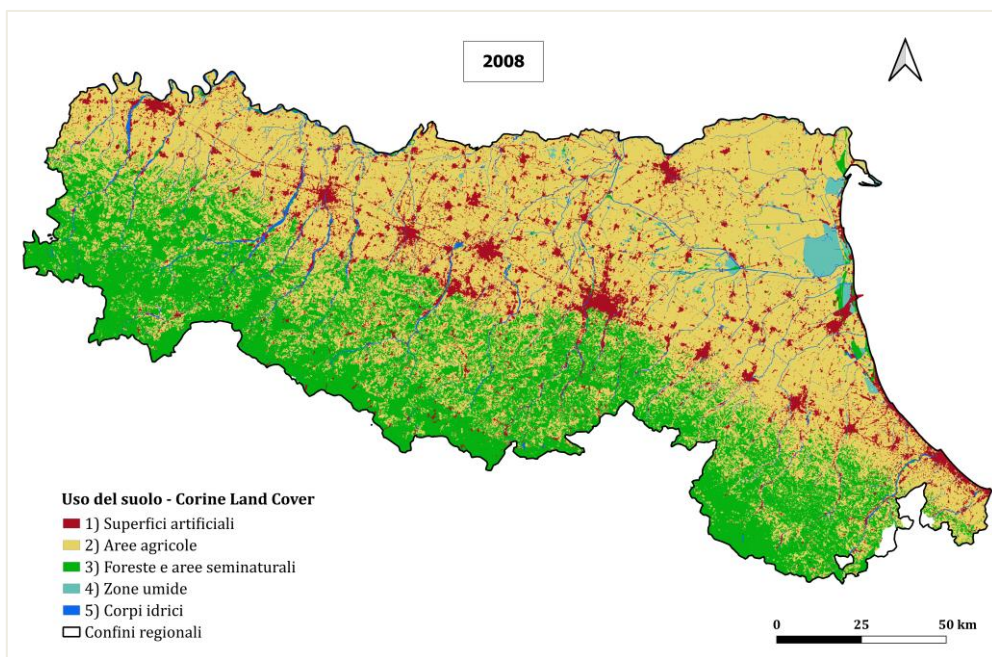 2008
Uso del suolo - Corine Land Cover
1) Superfici artificiali
2) Aree agricole
3) Foreste e aree seminaturali
4) Zone umide
5) Corpi idrici
Confini regionali
0 25 50 km